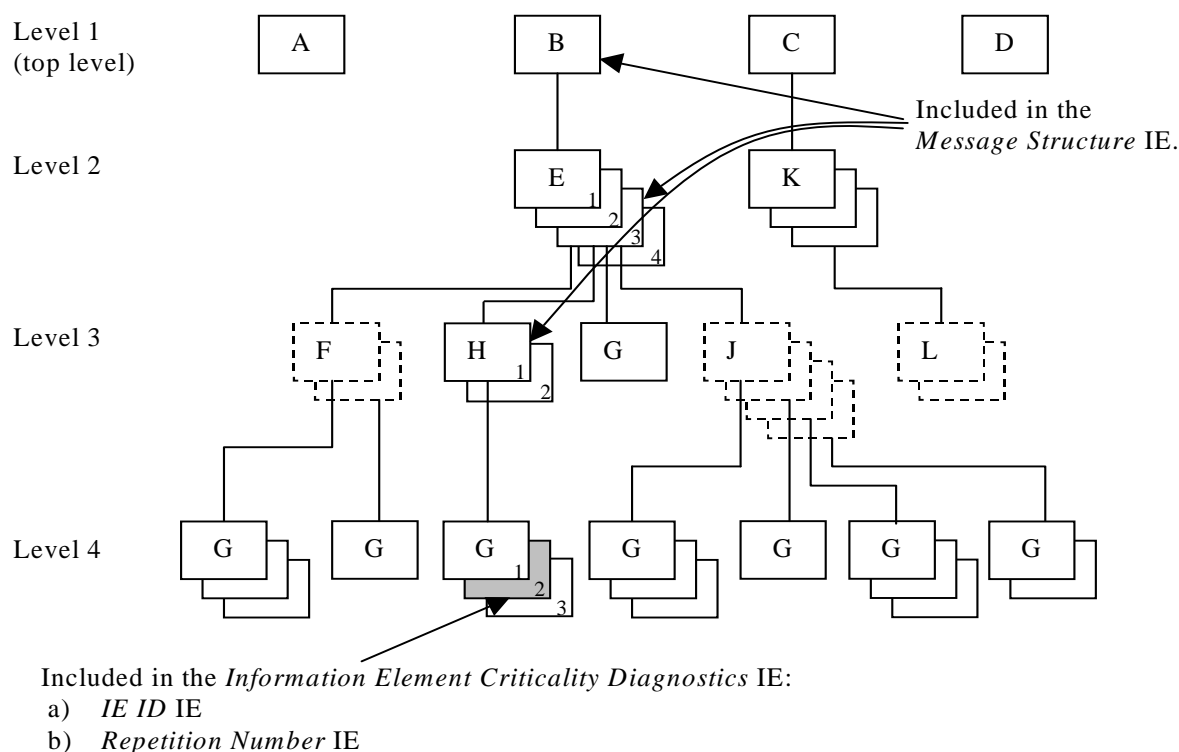 Level 1
(top level)
A
B
C
D
Included in the
Message Structure IE.
Level 2
E
1
2
3
4
K
Level 3
F
H
1
2
G
J
L
Level 4
G
G
G
1
2
3
G
G
G
G
Included in the Information Element Criticality Diagnostics IE:
a) IE ID IE
b) Repetition Number IE